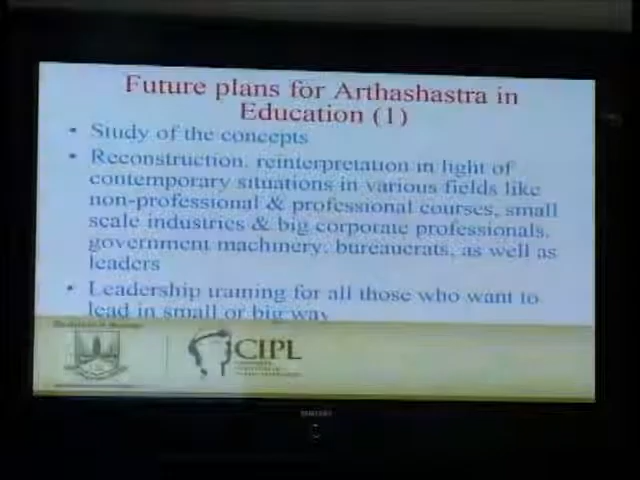 Future plans for Arthashastra in
Education (1)
• Study of the concepts
• Reconstruction, reinterpretation in light of
contemporary situations in various fields like
non-professional & professional courses, small
scale industries & big corporate professionals,
government machinery, bureaucrats, as well as
leaders
• Leadership training for all those who want to
lead in small or big way
CIPL
SAMSUNG